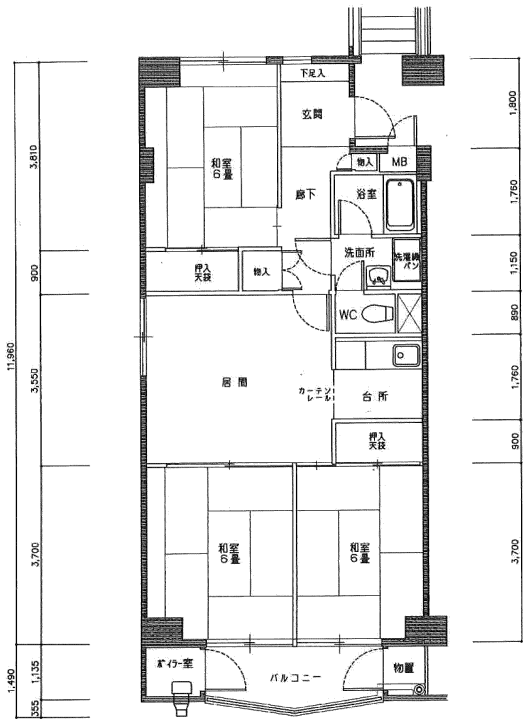 下足入
玄関
物入
MB
和室
6畳
廊下
浴室
洗面所
洗濯機
パン
押入
天袋
物入
WC
居間
カーテン
レール
台所
押入
天袋
和室
6畳
和室
6畳
ボイラー室
バルコニー
物置
3,810
900
3,550
3,700
1,135
355
11,960
1,490
1,800
1,760
1,150
890
1,760
900
3,700